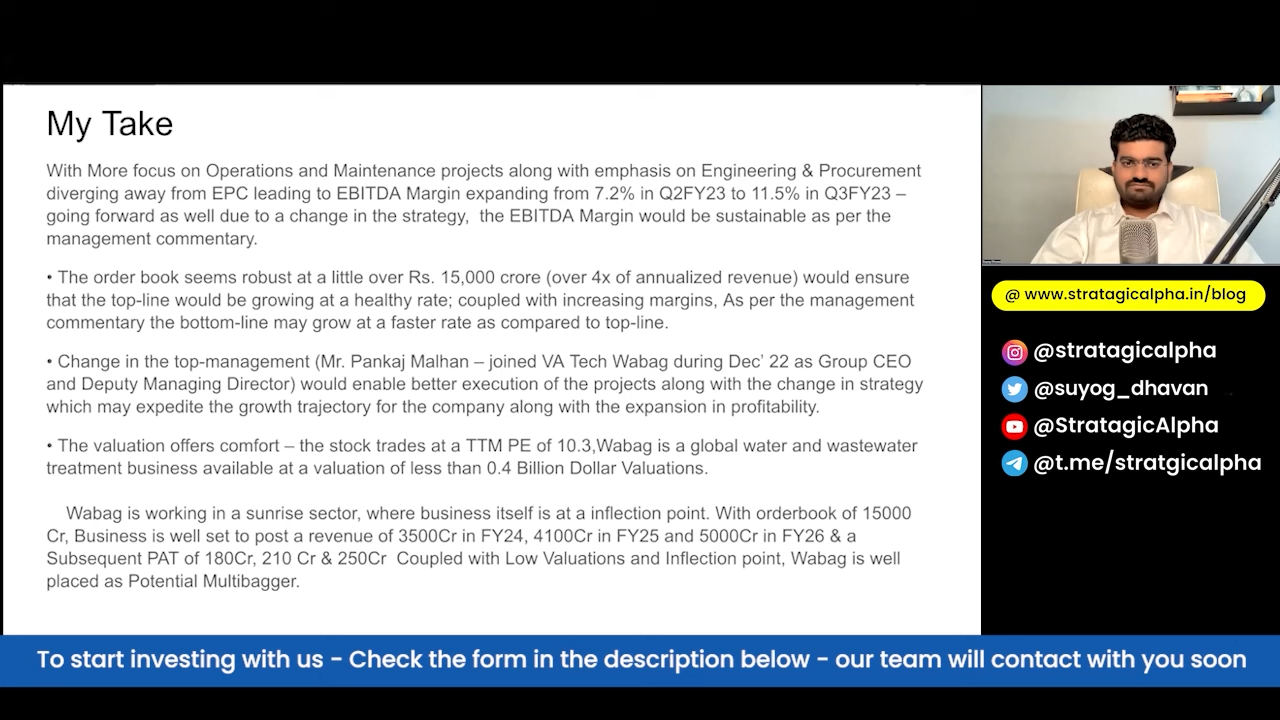 My Take
With More focus on Operations and Maintenance projects along with emphasis on Engineering & Procurement
diverging away from EPC leading to EBITDA Margin expanding from 7.2% in Q2FY23 to 11.5% in Q3FY23 –
going forward as well due to a change in the strategy, the EBITDA Margin would be sustainable as per the
management commentary.
• The order book seems robust at a little over Rs. 15,000 crore (over 4x of annualized revenue) would ensure
that the top-line would be growing at a healthy rate; coupled with increasing margins, As per the management
commentary the bottom-line may grow at a faster rate as compared to top-line.
• Change in the top-management (Mr. Pankaj Malhan – joined VA Tech Wabag during Dec' 22 as Group CEO
and Deputy Managing Director) would enable better execution of the projects along with the change in strategy
which may expedite the growth trajectory for the company along with the expansion in profitability.
• The valuation offers comfort – the stock trades at a TTM PE of 10.3,Wabag is a global water and wastewater
treatment business available at a valuation of less than 0.4 Billion Dollar Valuations.
Wabag is working in a sunrise sector, where business itself is at a inflection point. With orderbook of 15000
Cr, Business is well set to post a revenue of 3500Cr in FY24, 4100Cr in FY25 and 5000Cr in FY26 & a
Subsequent PAT of 180Cr, 210 Cr & 250Cr Coupled with Low Valuations and Inflection point, Wabag is well
placed as Potential Multibagger.
@ www.stratagicalpha.in/blog
@stratagicalpha
@suyog_dhavan
@StratagicAlpha
@t.me/stratgicalpha
To start investing with us - Check the form in the description below - our team will contact with you soon